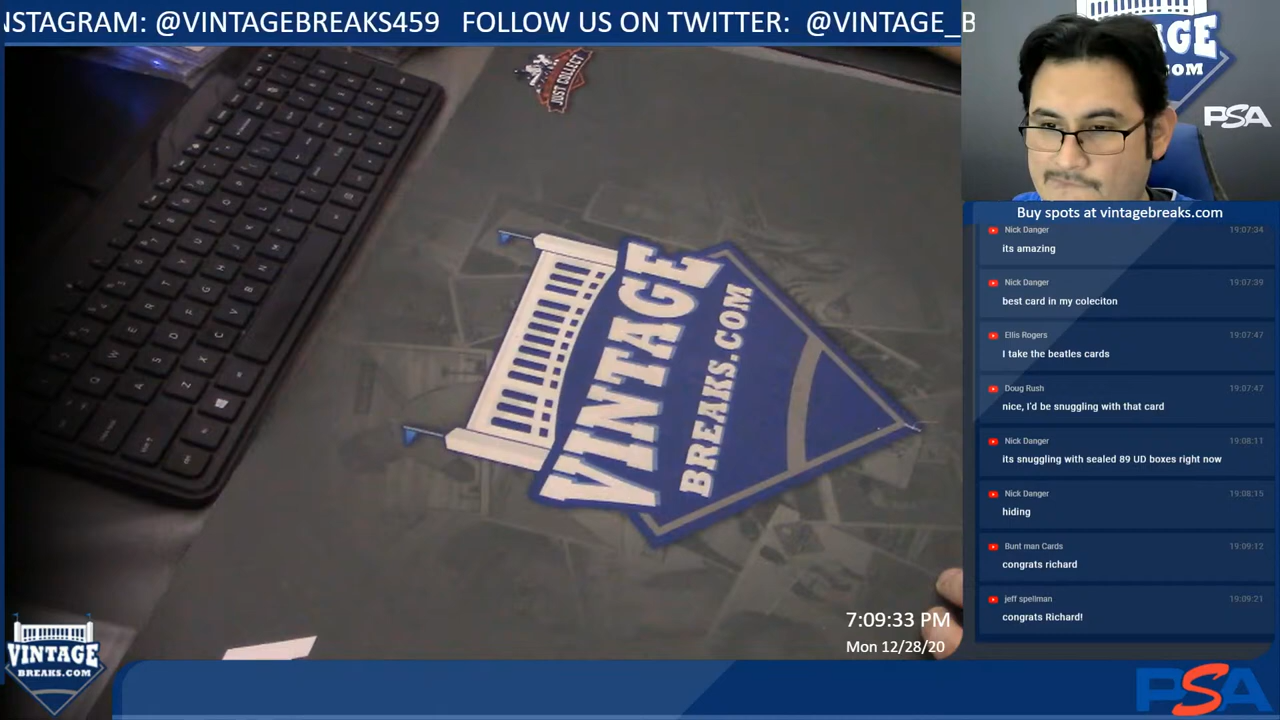 NSTAGRAM: @VINTAGEBREAKS459 FOLLOW US ON TWITTER: @VINTAGE_B
JUST COLLECT
VINTAGE
BREAKS.COM
AGE
.COM
PSA
Buy spots at vintagebreaks.com
Nick Danger 19:07:34
its amazing
Nick Danger 19:07:39
best card in my coleciton
Ellis Rogers 19:07:47
I take the beatles cards
Doug Rush 19:07:47
nice, I'd be snuggling with that card
Nick Danger 19:08:11
its snuggling with sealed 89 UD boxes right now
Nick Danger 19:08:15
hiding
Bunt man Cards 19:09:12
congrats richard
jeff spellman 19:09:21
congrats Richard!
7:09:33 PM
Mon 12/28/20
VINTAGE
BREAKS.COM
PSA